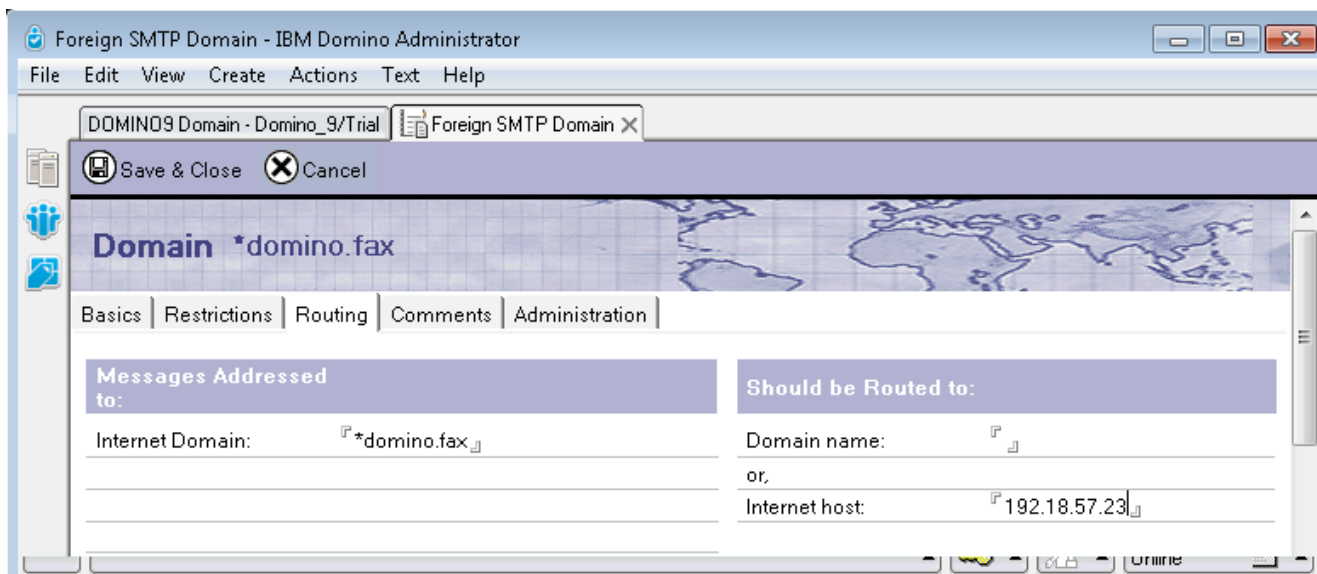 Foreign SMTP Domain - IBM Domino Administrator
File Edit View Create Actions Text Help
DOMINO9 Domain - Domino_9/Trial Foreign SMTP Domain
Save & Close Cancel
Domain *domino.fax
Basics Restrictions Routing Comments Administration
Messages Addressed
to:
Should be Routed to:
Internet Domain: *domino.fax
Domain name:
or,
Internet host: 192.18.57.23
Online